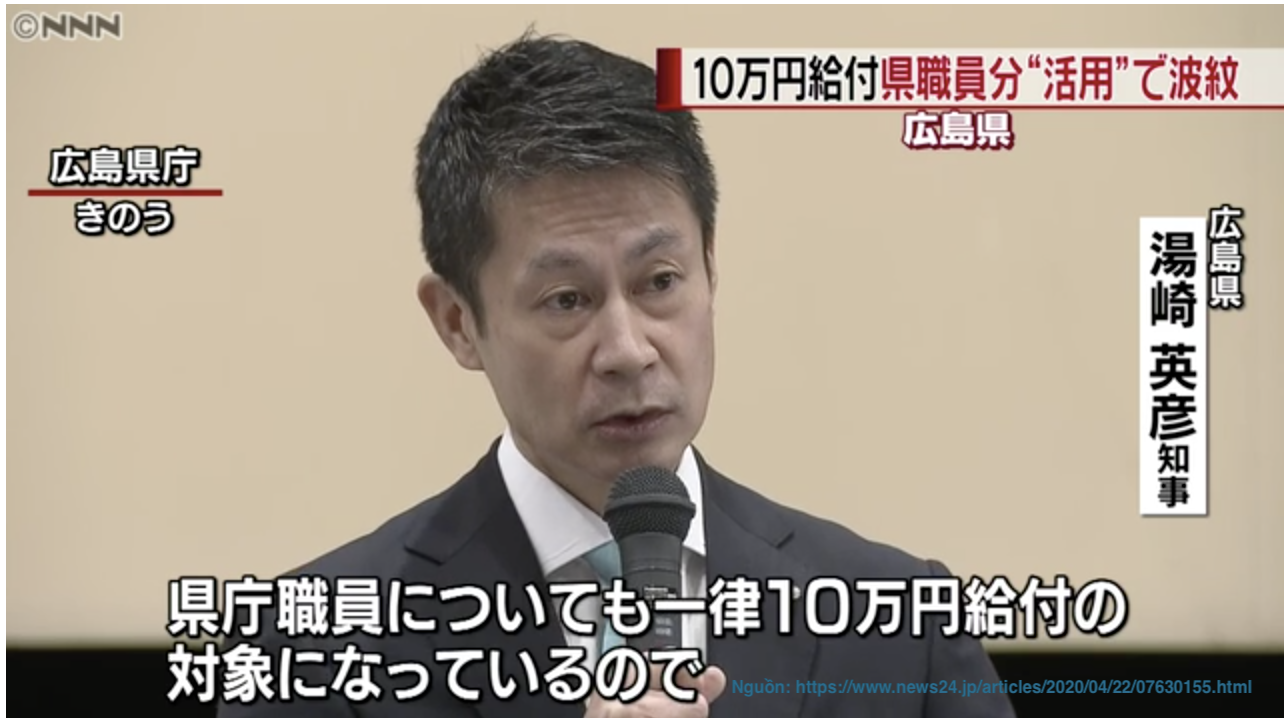 ©NNN
10万円給付県職員分“活用”で波紋
広島県
広島県庁
きのう
広島県
湯崎 英彦知事
県庁職員についても一律10万円給付の
対象になっているので
Nguồn: https://www.news24.jp/articles/2020/04/22/07630155.html